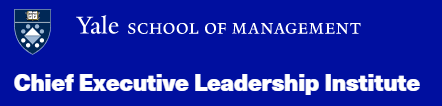 Yale SCHOOL OF MANAGEMENT
Chief Executive Leadership Institute